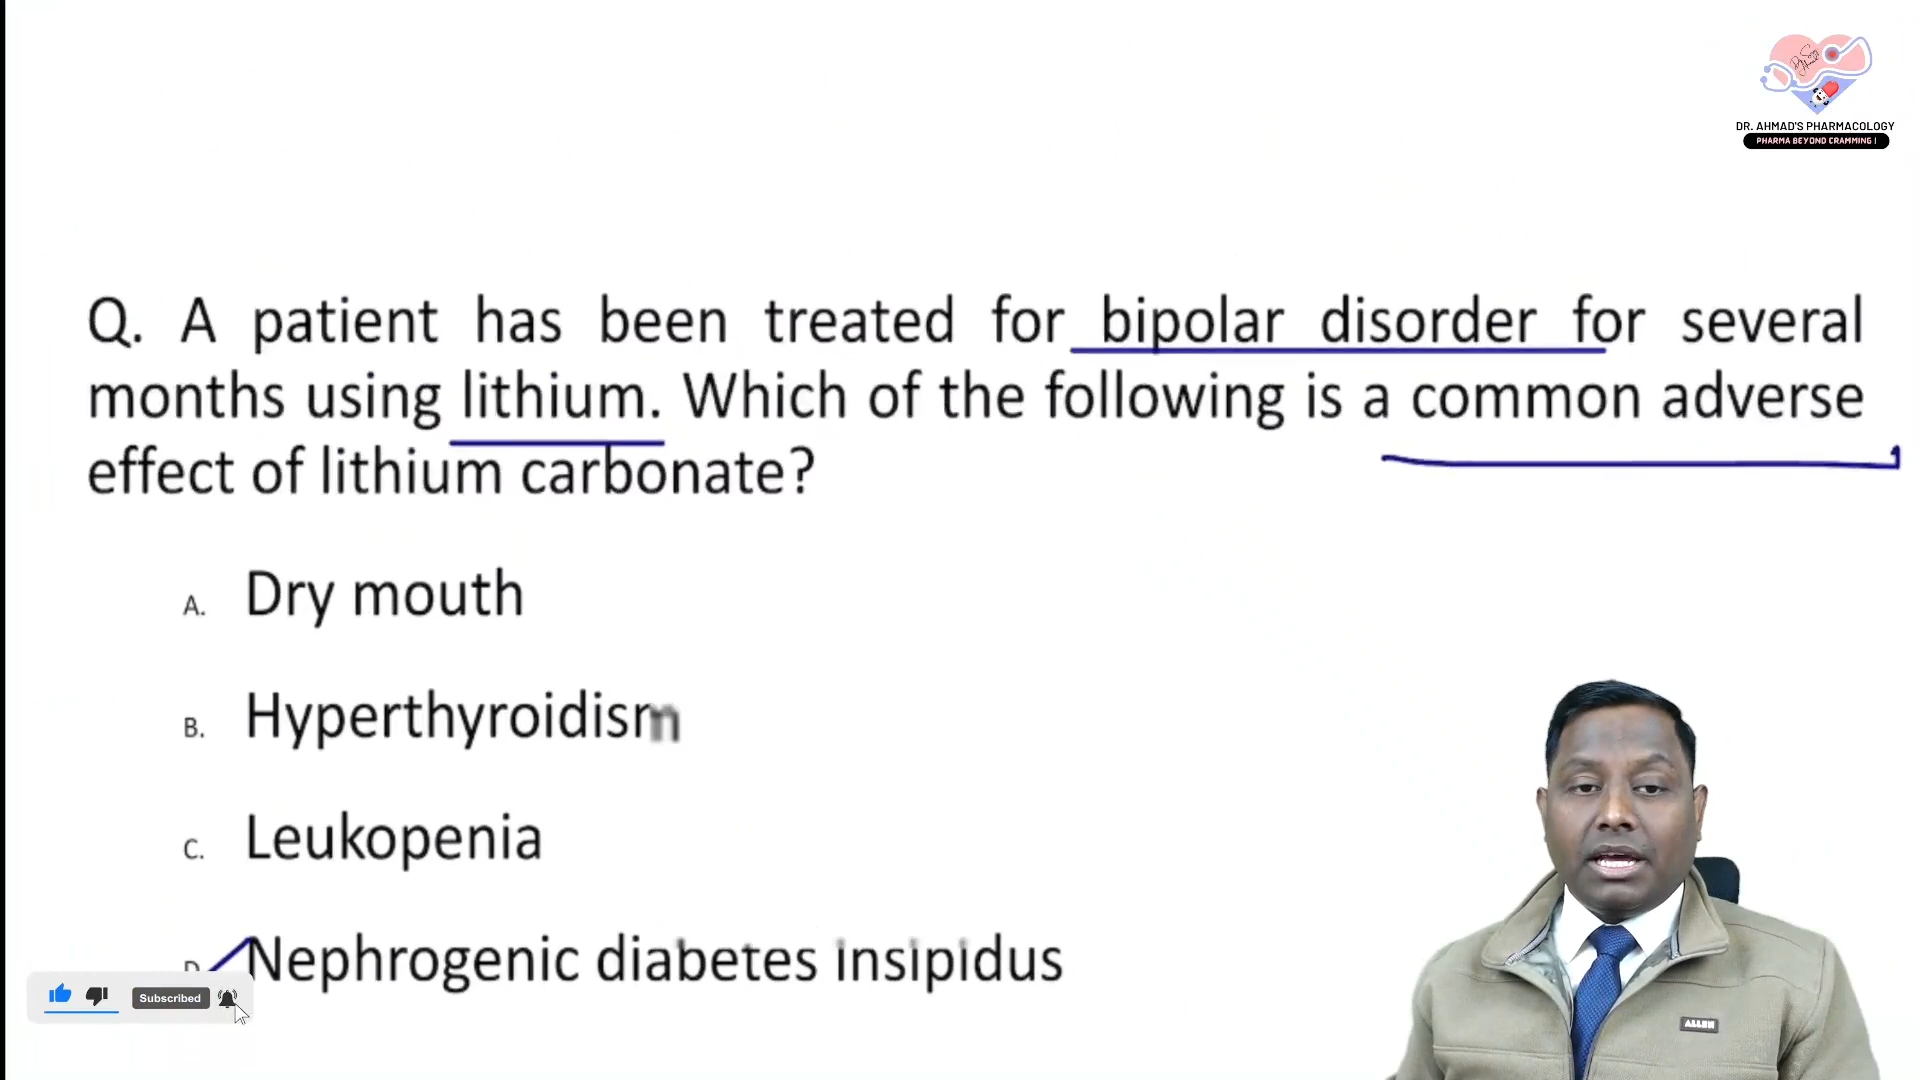 DR. AHMAD'S PHARMACOLOGY
PHARMA BEYOND CRAMMING !
Q. A patient has been treated for bipolar disorder for several
months using lithium. Which of the following is a common adverse
effect of lithium carbonate?
A. Dry mouth
B. Hyperthyroidism
C. Leukopenia
D. Nephrogenic diabetes insipidus
Subscribed
ALLEN